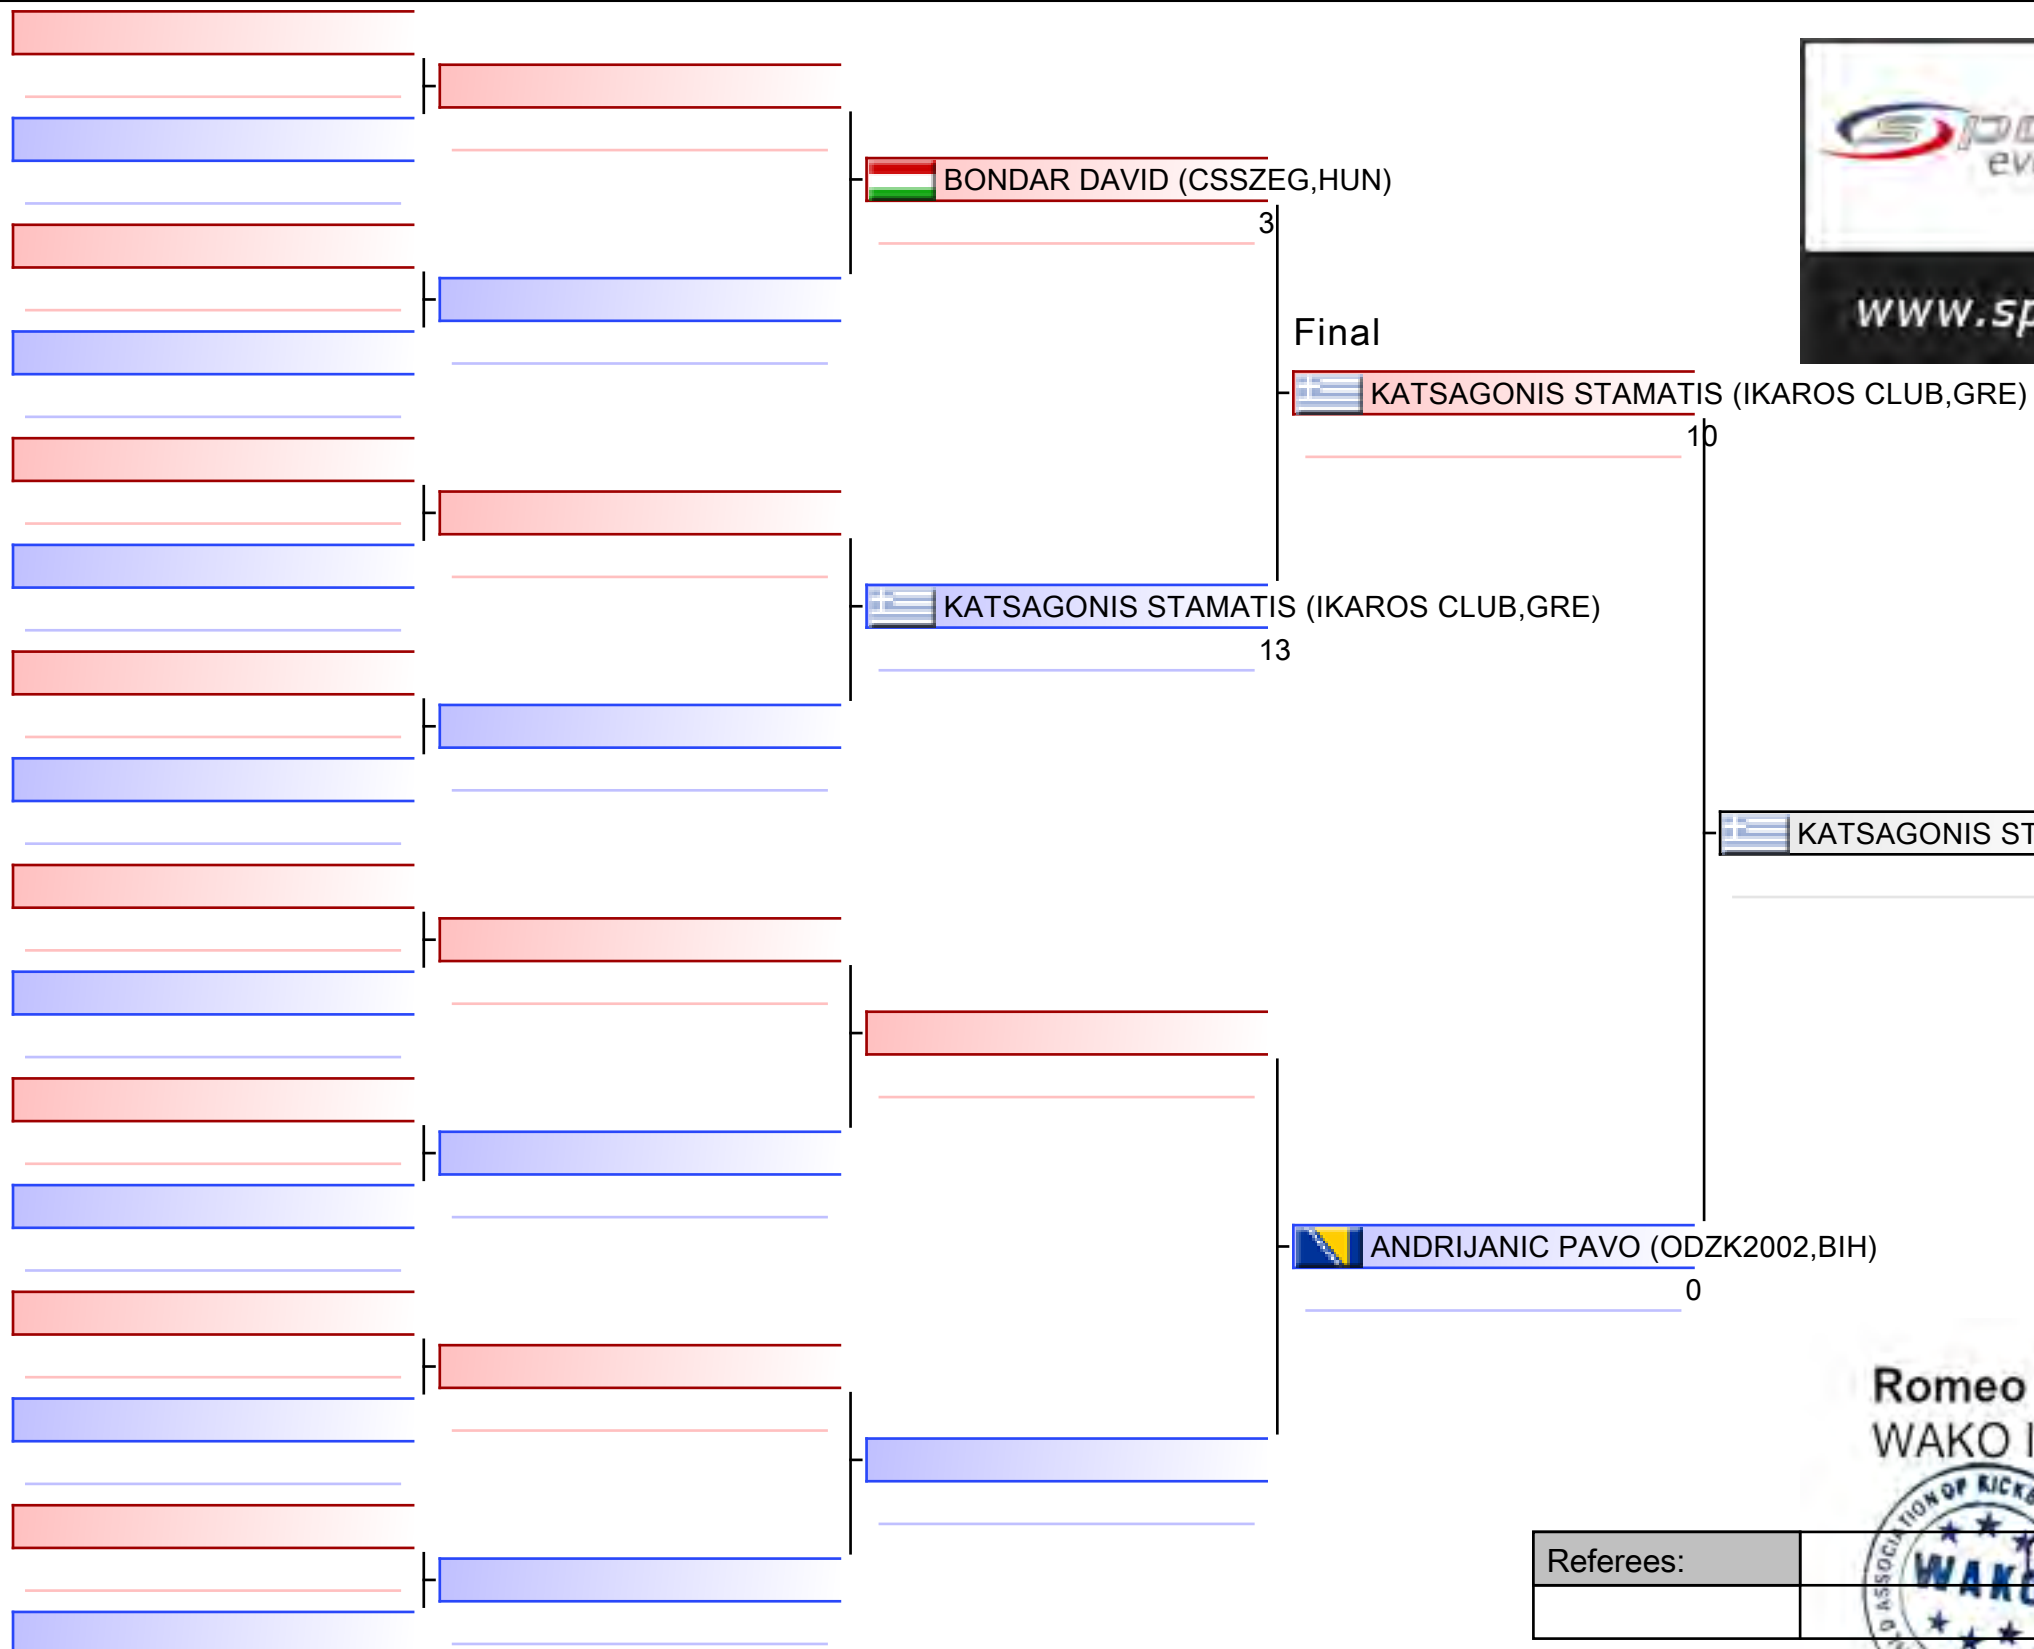 BONDAR DAVID (CSSZEG,HUN)
3
Final
KATSAGONIS STAMATIS (IKAROS CLUB,GRE)
10
KATSAGONIS STAMATIS (IKAROS CLUB,GRE)
13
www.sp
KATSAGONIS ST
ANDRIJANIC PAVO (ODZK2002,BIH)
0
Romeo
WAKO
Referees:
WAKO